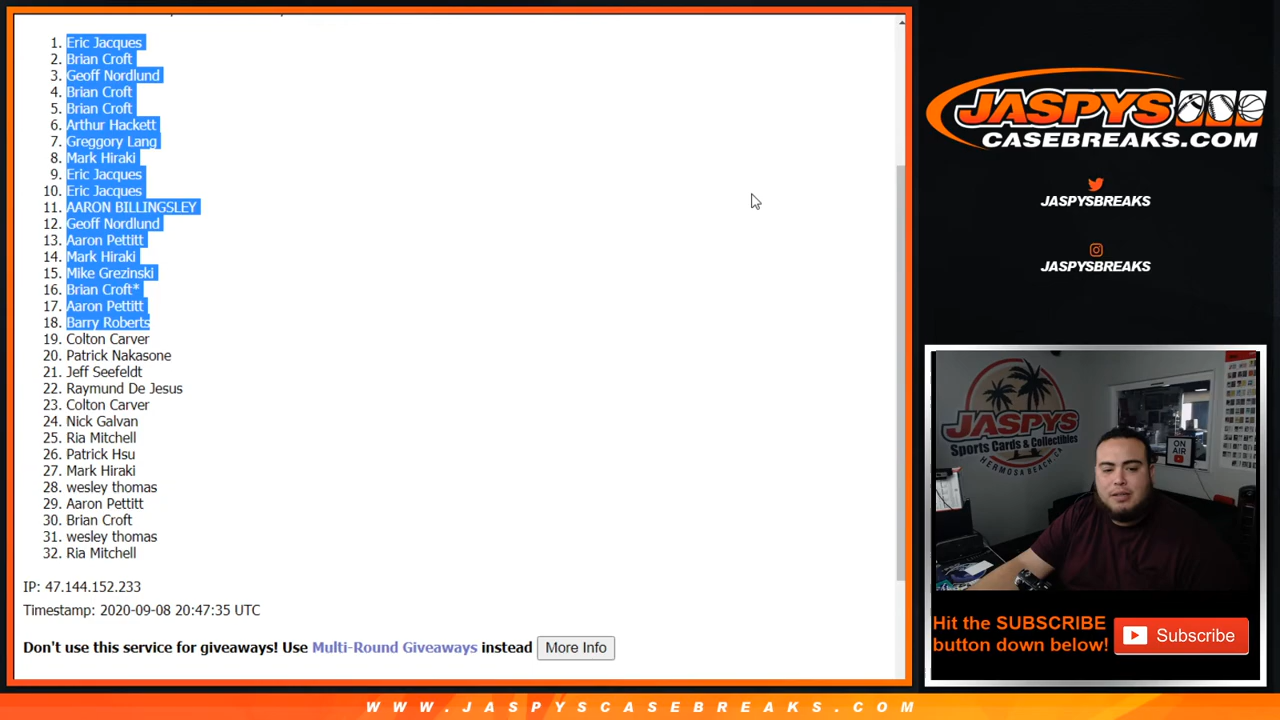 1. Eric Jacques
2. Brian Croft
3. Geoff Nordlund
4. Brian Croft
5. Brian Croft
6. Arthur Hackett
7. Greggory Lang
8. Mark Hiraki
9. Eric Jacques
10. Eric Jacques
11. AARON BILLINGSLEY
12. Geoff Nordlund
13. Aaron Pettitt
14. Mark Hiraki
15. Mike Grezinski
16. Brian Croft*
17. Aaron Pettitt
18. Barry Roberts
19. Colton Carver
20. Patrick Nakasone
21. Jeff Seefeldt
22. Raymund De Jesus
23. Colton Carver
24. Nick Galvan
25. Ria Mitchell
26. Patrick Hsu
27. Mark Hiraki
28. wesley thomas
29. Aaron Pettitt
30. Brian Croft
31. wesley thomas
32. Ria Mitchell
IP: 47.144.152.233
Timestamp: 2020-09-08 20:47:35 UTC
Don't use this service for giveaways! Use Multi-Round Giveaways instead More Info
JASPYS
CASEBREAKS.COM
JASPYSBREAKS
JASPYSBREAKS
JASPYS
Sports Cards & Collectibles
HERMOSA BEACH CA
ON
AIR
Hit the SUBSCRIBE
button down below!
Subscribe
WWW.JASPYSCASEBREAKS.COM